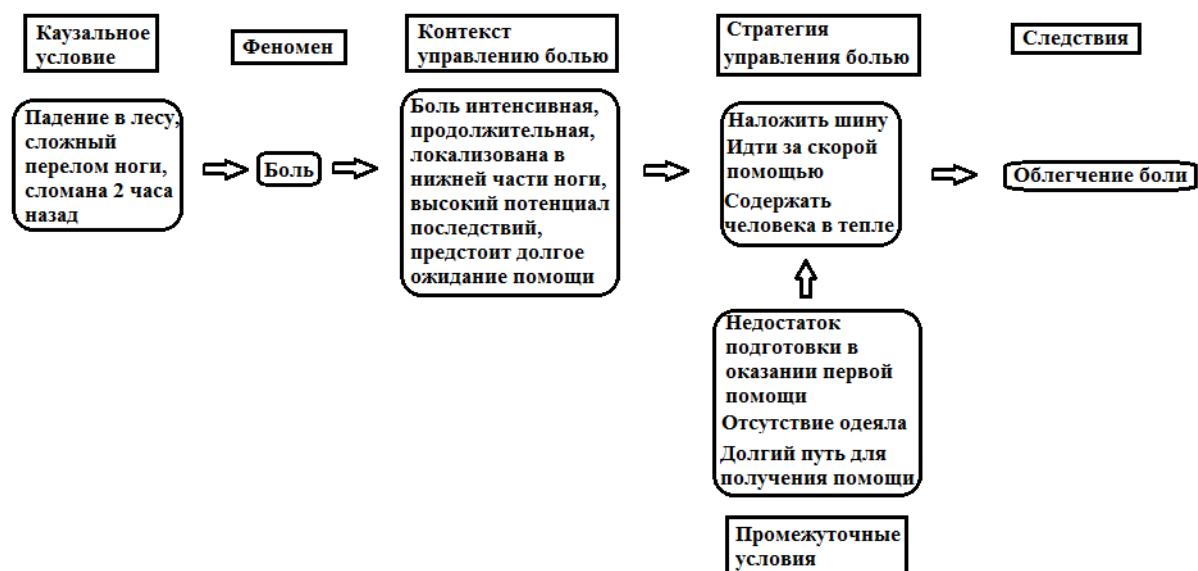 Каузальное
условие
Феномен
Контекст
управлению болью
Стратегия
управления болью
Следствия
Падение в лесу,
сложный
перелом ноги,
сломана 2 часа
назад
Боль
Боль интенсивная,
продолжительная,
локализована в
нижней части ноги,
высокий потенциал
последствий,
предстоит долгое
ожидание помощи
Наложить шину
Идти за скорой
помощью
Содержать
человека в тепле
Облегчение боли
Недостаток
подготовки в
оказании первой
помощи
Отсутствие одеяла
Долгий путь для
получения помощи
Промежуточные
условия